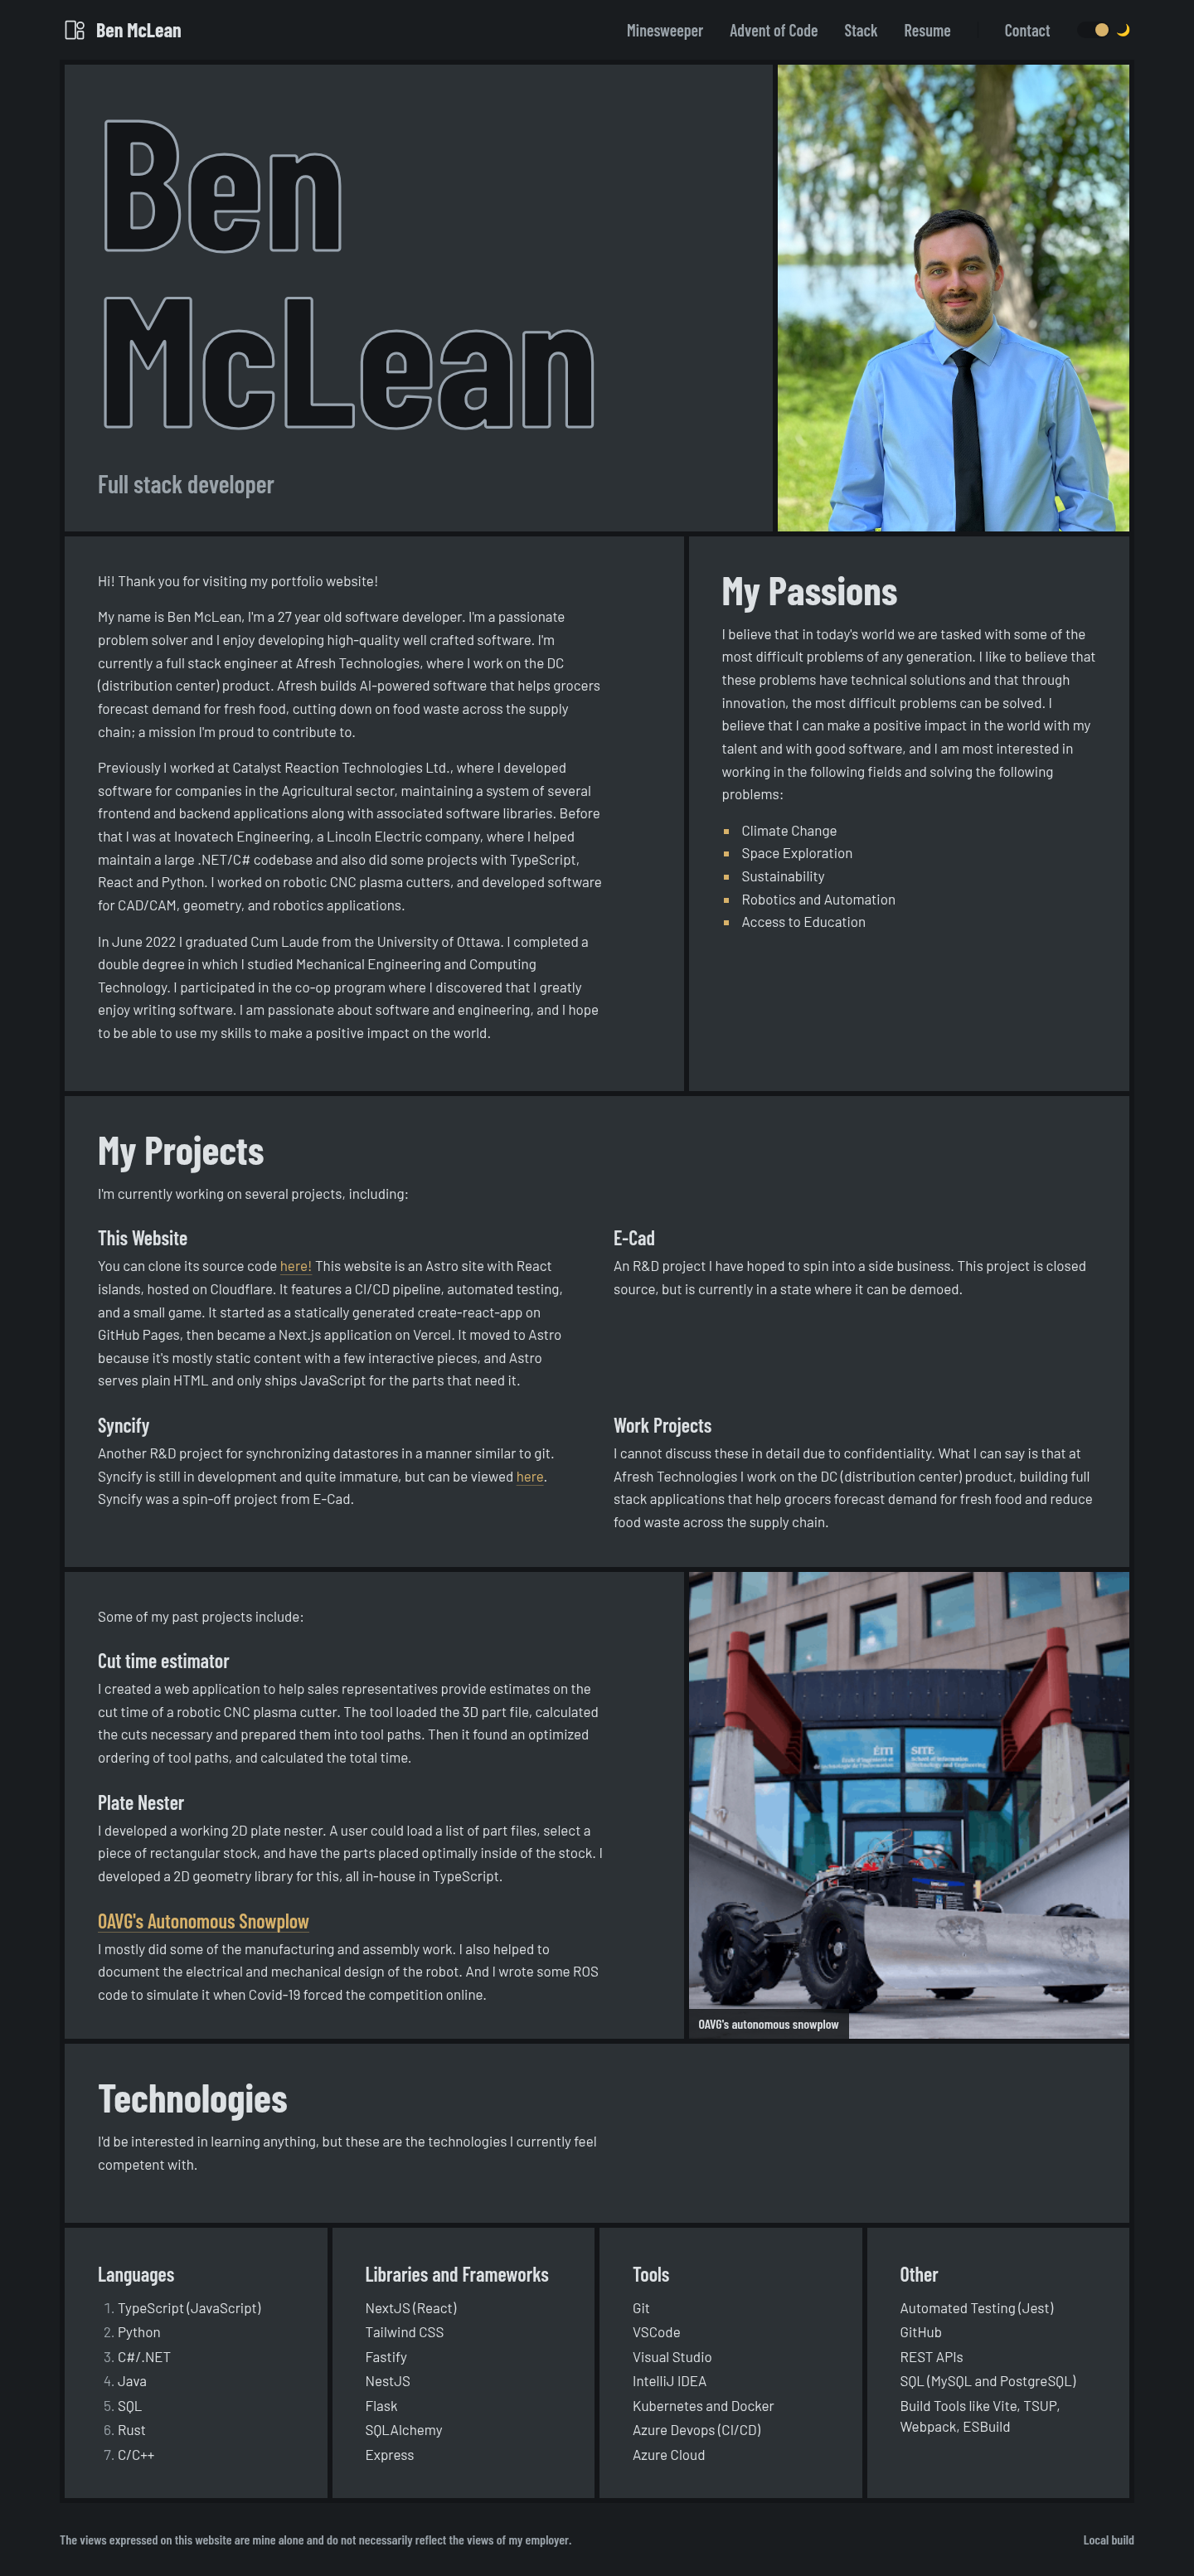 Ben McLean
Minesweeper
Advent of Code
Stack
Resume
Contact
Ben
McLean
Full stack developer
Hi! Thank you for visiting my portfolio website!
My name is Ben McLean, I'm a 27 year old software developer. I'm a passionate
problem solver and I enjoy developing high-quality well crafted software. I'm
currently a full stack engineer at Afresh Technologies, where I work on the DC
(distribution center) product. Afresh builds AI-powered software that helps grocers
forecast demand for fresh food, cutting down on food waste across the supply
chain; a mission I'm proud to contribute to.
Previously I worked at Catalyst Reaction Technologies Ltd., where I developed
software for companies in the Agricultural sector, maintaining a system of several
frontend and backend applications along with associated software libraries. Before
that I was at Inovatech Engineering, a Lincoln Electric company, where I helped
maintain a large .NET/C# codebase and also did some projects with TypeScript,
React and Python. I worked on robotic CNC plasma cutters, and developed software
for CAD/CAM, geometry, and robotics applications.
In June 2022 I graduated Cum Laude from the University of Ottawa. I completed a
double degree in which I studied Mechanical Engineering and Computing
Technology. I participated in the co-op program where I discovered that I greatly
enjoy writing software. I am passionate about software and engineering, and I hope
to be able to use my skills to make a positive impact on the world.
My Passions
I believe that in today's world we are tasked with some of the
most difficult problems of any generation. I like to believe that
these problems have technical solutions and that through
innovation, the most difficult problems can be solved. I
believe that I can make a positive impact in the world with my
talent and with good software, and I am most interested in
working in the following fields and solving the following
problems:
Climate Change
Space Exploration
Sustainability
Robotics and Automation
Access to Education
My Projects
I'm currently working on several projects, including:
This Website
You can clone its source code here! This website is an Astro site with React
islands, hosted on Cloudflare. It features a CI/CD pipeline, automated testing,
and a small game. It started as a statically generated create-react-app on
GitHub Pages, then became a Next.js application on Vercel. It moved to Astro
because it's mostly static content with a few interactive pieces, and Astro
serves plain HTML and only ships JavaScript for the parts that need it.
E-Cad
An R&D project I have hoped to spin into a side business. This project is closed
source, but is currently in a state where it can be demoed.
Syncify
Another R&D project for synchronizing datastores in a manner similar to git.
Syncify is still in development and quite immature, but can be viewed here.
Syncify was a spin-off project from E-Cad.
Work Projects
I cannot discuss these in detail due to confidentiality. What I can say is that at
Afresh Technologies I work on the DC (distribution center) product, building full
stack applications that help grocers forecast demand for fresh food and reduce
food waste across the supply chain.
Some of my past projects include:
Cut time estimator
I created a web application to help sales representatives provide estimates on the
cut time of a robotic CNC plasma cutter. The tool loaded the 3D part file, calculated
the cuts necessary and prepared them into tool paths. Then it found an optimized
ordering of tool paths, and calculated the total time.
Plate Nester
I developed a working 2D plate nester. A user could load a list of part files, select a
piece of rectangular stock, and have the parts placed optimally inside of the stock. I
developed a 2D geometry library for this, all in-house in TypeScript.
OAVG's Autonomous Snowplow
I mostly did some of the manufacturing and assembly work. I also helped to
document the electrical and mechanical design of the robot. And I wrote some ROS
code to simulate it when Covid-19 forced the competition online.
ÉITI
École d'ingénierie et
de technologie de l'information
SITE
School of Information
Technology and Engineering
OAVG's autonomous snowplow
Technologies
I'd be interested in learning anything, but these are the technologies I currently feel
competent with.
Languages
1. TypeScript (JavaScript)
2. Python
3. C#/.NET
4. Java
5. SQL
6. Rust
7. C/C++
Libraries and Frameworks
NextJS (React)
Tailwind CSS
Fastify
NestJS
Flask
SQLAlchemy
Express
Tools
Git
VSCode
Visual Studio
IntelliJ IDEA
Kubernetes and Docker
Azure Devops (CI/CD)
Azure Cloud
Other
Automated Testing (Jest)
GitHub
REST APIs
SQL (MySQL and PostgreSQL)
Build Tools like Vite, TSUP,
Webpack, ESBuild
The views expressed on this website are mine alone and do not necessarily reflect the views of my employer.
Local build